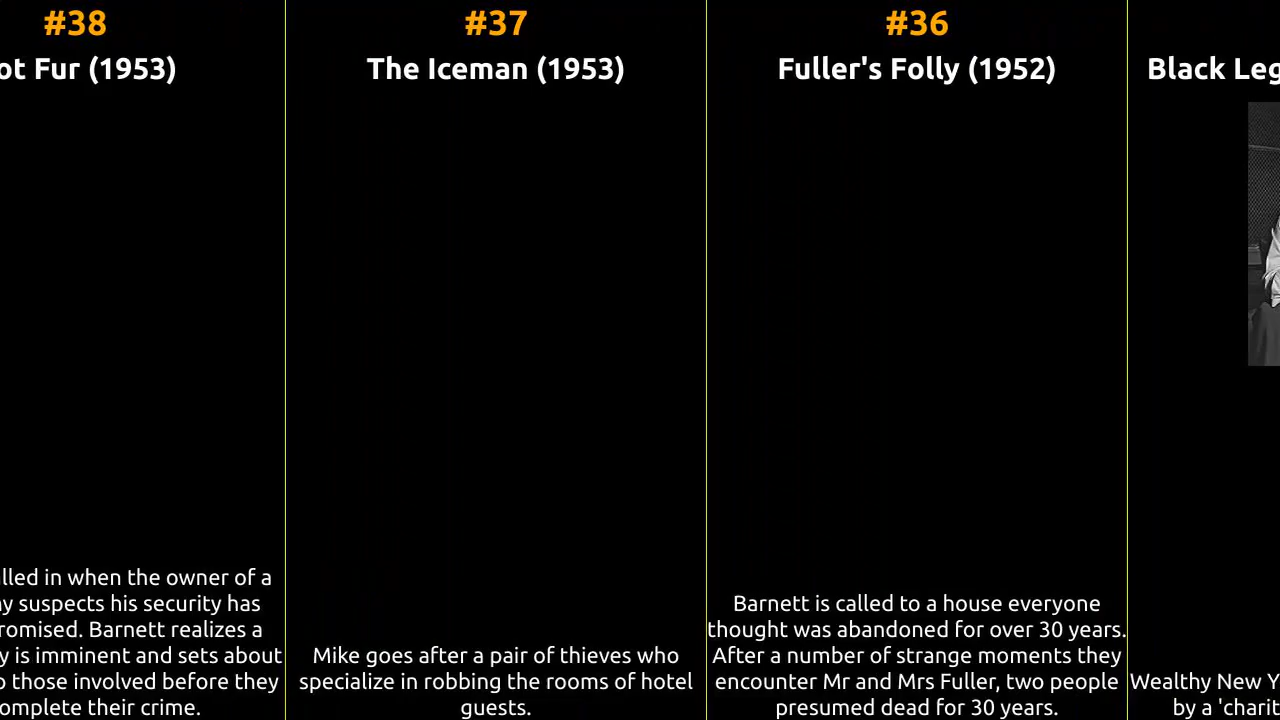 #38
ot Fur (1953)
lled in when the owner of a
y suspects his security has
romised. Barnett realizes a
y is imminent and sets about
o those involved before they
omplete their crime.
#37
The Iceman (1953)
Mike goes after a pair of thieves who
specialize in robbing the rooms of hotel
guests.
#36
Fuller's Folly (1952)
Barnett is called to a house everyone
thought was abandoned for over 30 years.
After a number of strange moments they
encounter Mr and Mrs Fuller, two people
presumed dead for 30 years.
Black Leg
Wealthy New Y
by a 'charit